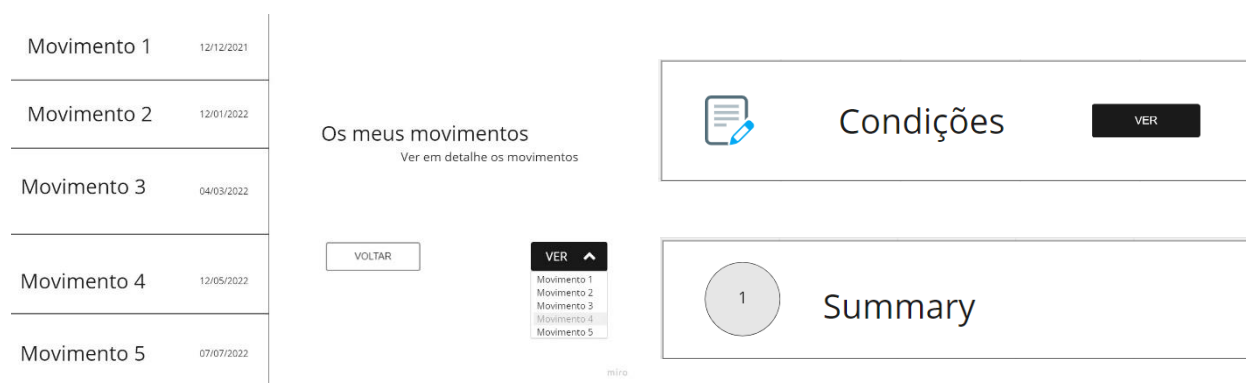 Movimento 1 12/12/2021
Movimento 2 12/01/2022
Movimento 3 04/03/2022
Movimento 4 12/05/2022
Movimento 5 07/07/2022
Os meus movimentos
Ver em detalhe os movimentos
VOLTAR
VER
Movimento 1
Movimento 2
Movimento 3
Movimento 4
Movimento 5
miro
Condições VER
1 Summary